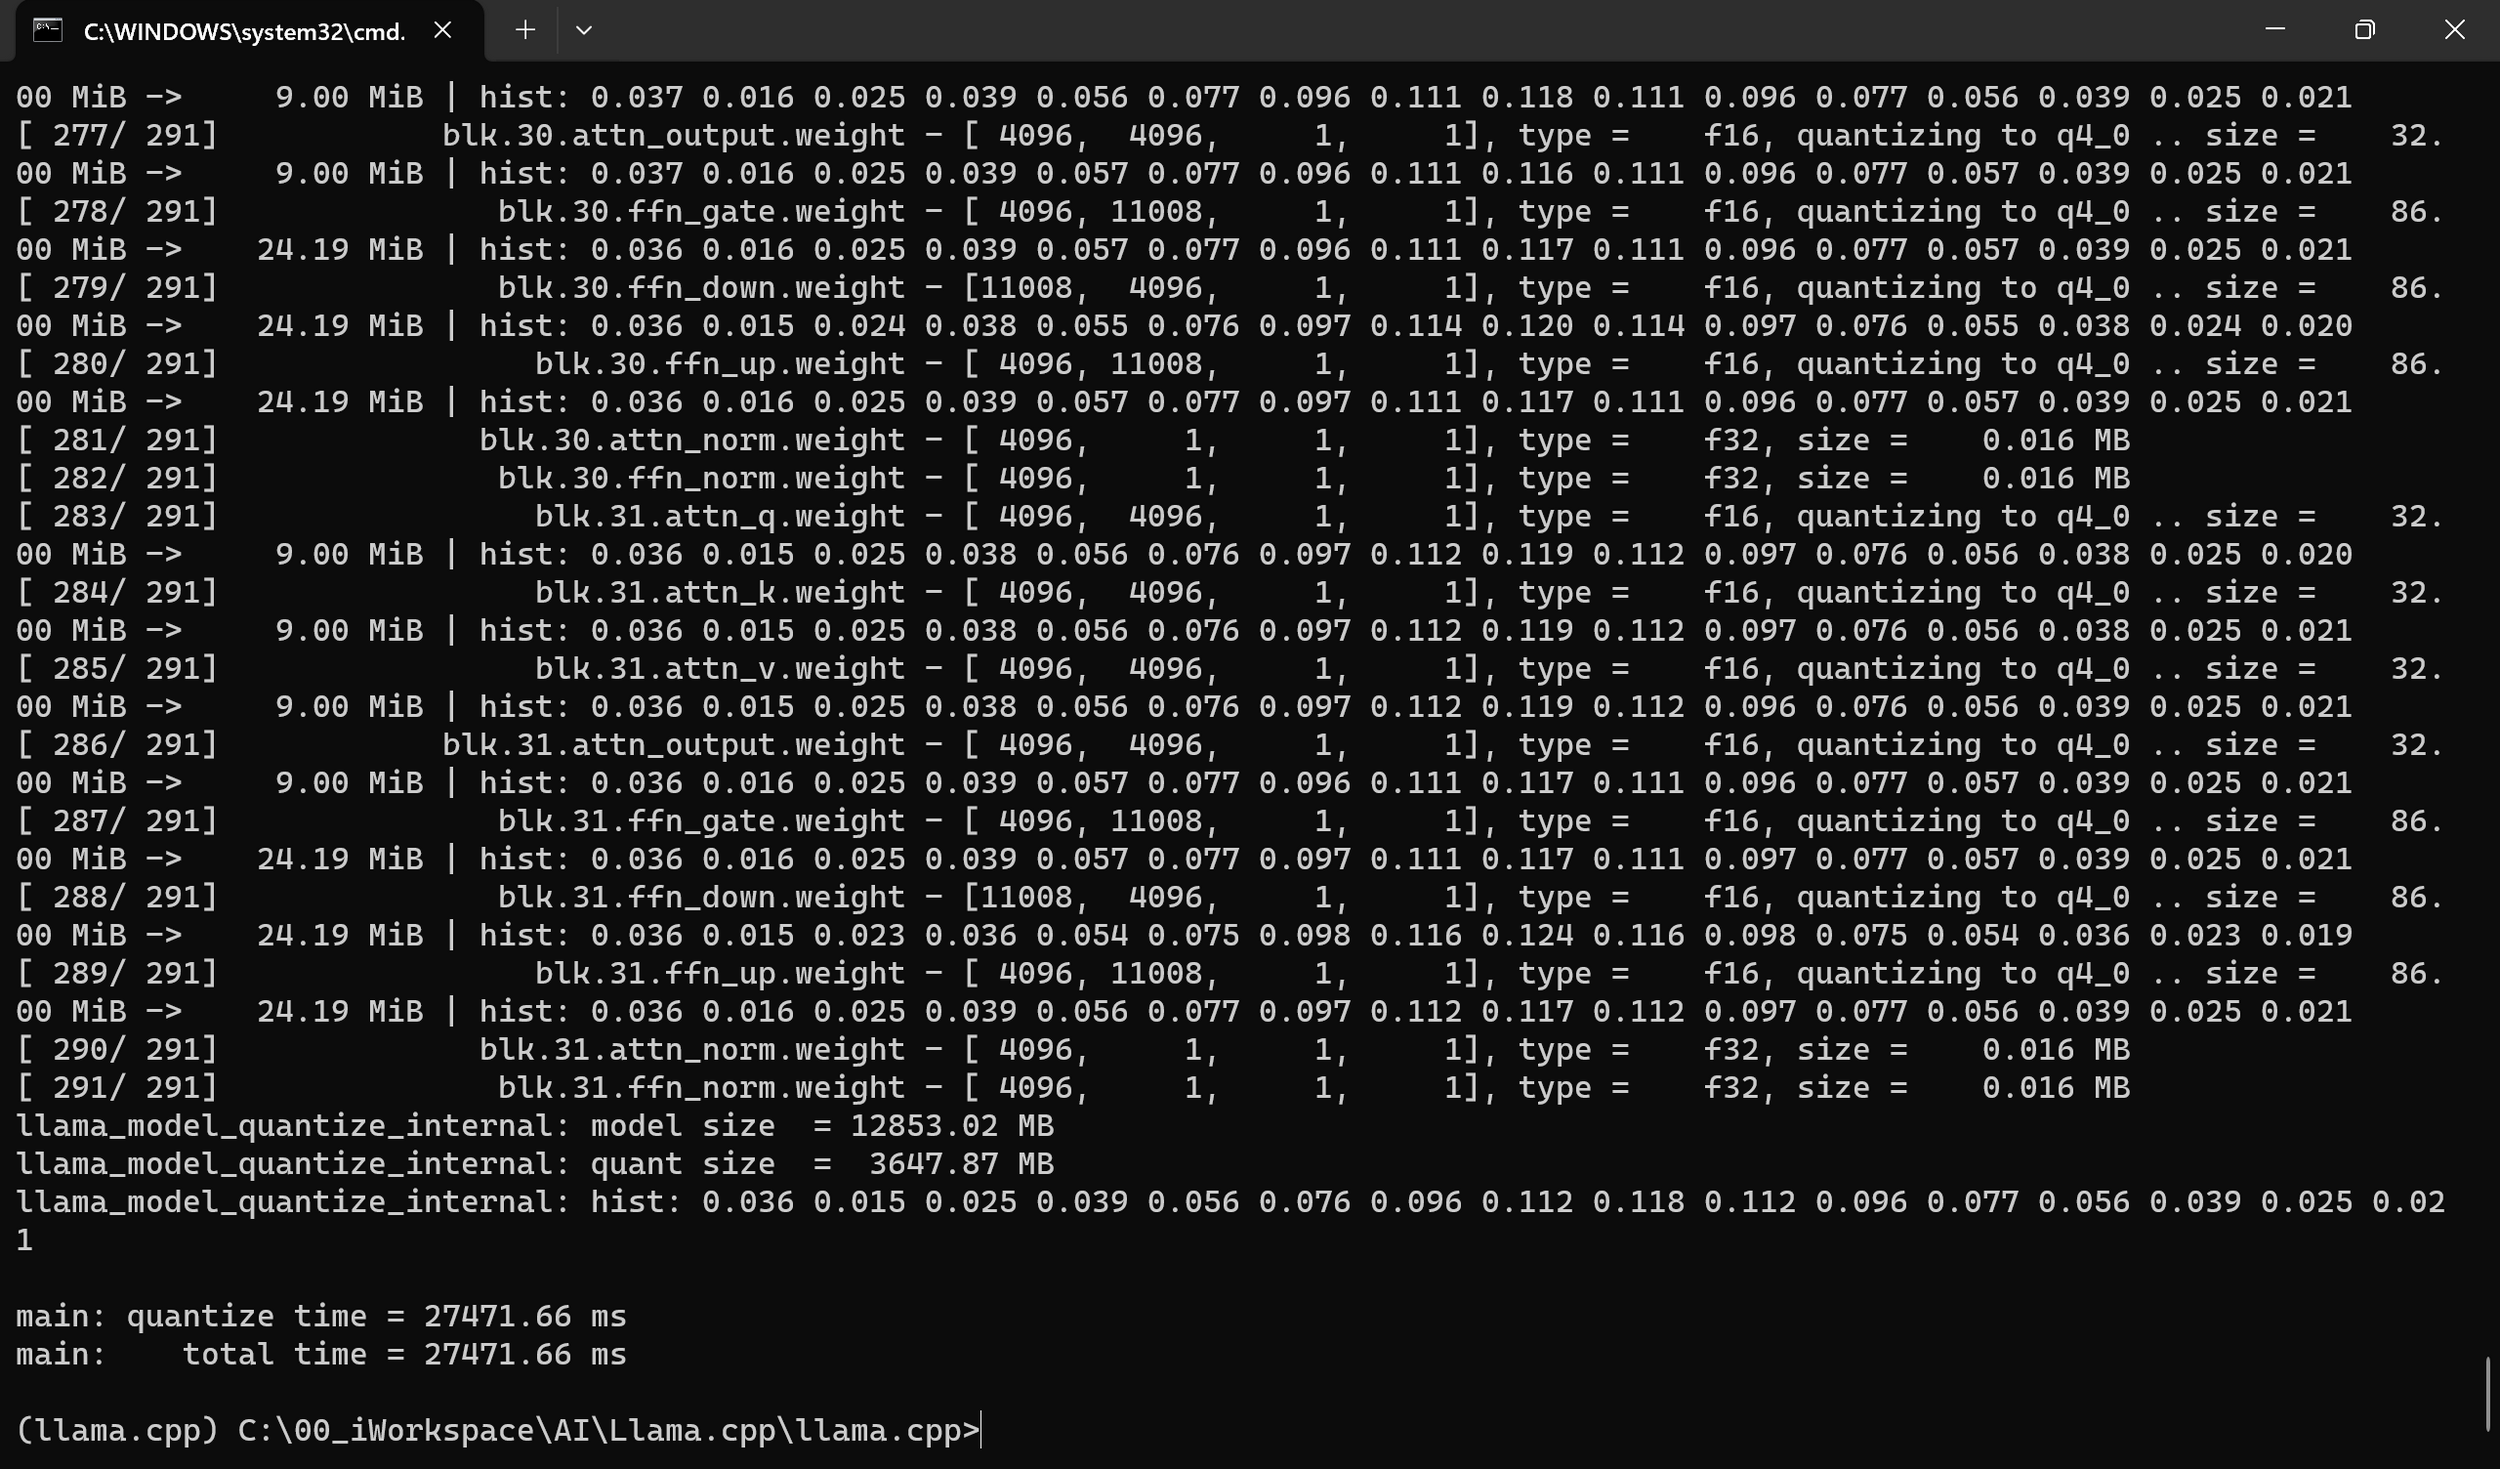 C:\WINDOWS\system32\cmd.
00 MiB ->     9.00 MiB | hist: 0.037 0.016 0.025 0.039 0.056 0.077 0.096 0.111 0.118 0.111 0.096 0.077 0.056 0.039 0.025 0.021
[ 277/ 291]            blk.30.attn_output.weight - [ 4096,  4096,     1,     1], type =    f16, quantizing to q4_0 .. size =    32.
00 MiB ->     9.00 MiB | hist: 0.037 0.016 0.025 0.039 0.057 0.077 0.096 0.111 0.116 0.111 0.096 0.077 0.057 0.039 0.025 0.021
[ 278/ 291]               blk.30.ffn_gate.weight - [ 4096, 11008,     1,     1], type =    f16, quantizing to q4_0 .. size =    86.
00 MiB ->    24.19 MiB | hist: 0.036 0.016 0.025 0.039 0.057 0.077 0.096 0.111 0.117 0.111 0.096 0.077 0.057 0.039 0.025 0.021
[ 279/ 291]               blk.30.ffn_down.weight - [11008,  4096,     1,     1], type =    f16, quantizing to q4_0 .. size =    86.
00 MiB ->    24.19 MiB | hist: 0.036 0.015 0.024 0.038 0.055 0.076 0.097 0.114 0.120 0.114 0.097 0.076 0.055 0.038 0.024 0.020
[ 280/ 291]                 blk.30.ffn_up.weight - [ 4096, 11008,     1,     1], type =    f16, quantizing to q4_0 .. size =    86.
00 MiB ->    24.19 MiB | hist: 0.036 0.016 0.025 0.039 0.057 0.077 0.097 0.111 0.117 0.111 0.096 0.077 0.057 0.039 0.025 0.021
[ 281/ 291]              blk.30.attn_norm.weight - [ 4096,     1,     1,     1], type =    f32, size =    0.016 MB
[ 282/ 291]               blk.30.ffn_norm.weight - [ 4096,     1,     1,     1], type =    f32, size =    0.016 MB
[ 283/ 291]                 blk.31.attn_q.weight - [ 4096,  4096,     1,     1], type =    f16, quantizing to q4_0 .. size =    32.
00 MiB ->     9.00 MiB | hist: 0.036 0.015 0.025 0.038 0.056 0.076 0.097 0.112 0.119 0.112 0.097 0.076 0.056 0.038 0.025 0.020
[ 284/ 291]                 blk.31.attn_k.weight - [ 4096,  4096,     1,     1], type =    f16, quantizing to q4_0 .. size =    32.
00 MiB ->     9.00 MiB | hist: 0.036 0.015 0.025 0.038 0.056 0.076 0.097 0.112 0.119 0.112 0.097 0.076 0.056 0.038 0.025 0.021
[ 285/ 291]                 blk.31.attn_v.weight - [ 4096,  4096,     1,     1], type =    f16, quantizing to q4_0 .. size =    32.
00 MiB ->     9.00 MiB | hist: 0.036 0.015 0.025 0.038 0.056 0.076 0.097 0.112 0.119 0.112 0.096 0.076 0.056 0.039 0.025 0.021
[ 286/ 291]            blk.31.attn_output.weight - [ 4096,  4096,     1,     1], type =    f16, quantizing to q4_0 .. size =    32.
00 MiB ->     9.00 MiB | hist: 0.036 0.016 0.025 0.039 0.057 0.077 0.096 0.111 0.117 0.111 0.096 0.077 0.057 0.039 0.025 0.021
[ 287/ 291]               blk.31.ffn_gate.weight - [ 4096, 11008,     1,     1], type =    f16, quantizing to q4_0 .. size =    86.
00 MiB ->    24.19 MiB | hist: 0.036 0.016 0.025 0.039 0.057 0.077 0.097 0.111 0.117 0.111 0.097 0.077 0.057 0.039 0.025 0.021
[ 288/ 291]               blk.31.ffn_down.weight - [11008,  4096,     1,     1], type =    f16, quantizing to q4_0 .. size =    86.
00 MiB ->    24.19 MiB | hist: 0.036 0.015 0.023 0.036 0.054 0.075 0.098 0.116 0.124 0.116 0.098 0.075 0.054 0.036 0.023 0.019
[ 289/ 291]                 blk.31.ffn_up.weight - [ 4096, 11008,     1,     1], type =    f16, quantizing to q4_0 .. size =    86.
00 MiB ->    24.19 MiB | hist: 0.036 0.016 0.025 0.039 0.056 0.077 0.097 0.112 0.117 0.112 0.097 0.077 0.056 0.039 0.025 0.021
[ 290/ 291]              blk.31.attn_norm.weight - [ 4096,     1,     1,     1], type =    f32, size =    0.016 MB
[ 291/ 291]               blk.31.ffn_norm.weight - [ 4096,     1,     1,     1], type =    f32, size =    0.016 MB
llama_model_quantize_internal: model size  = 12853.02 MB
llama_model_quantize_internal: quant size  =  3647.87 MB
llama_model_quantize_internal: hist: 0.036 0.015 0.025 0.039 0.056 0.076 0.096 0.112 0.118 0.112 0.096 0.077 0.056 0.039 0.025 0.02
1
main: quantize time = 27471.66 ms
main:    total time = 27471.66 ms
(llama.cpp) C:\00_iWorkspace\AI\Llama.cpp\llama.cpp>